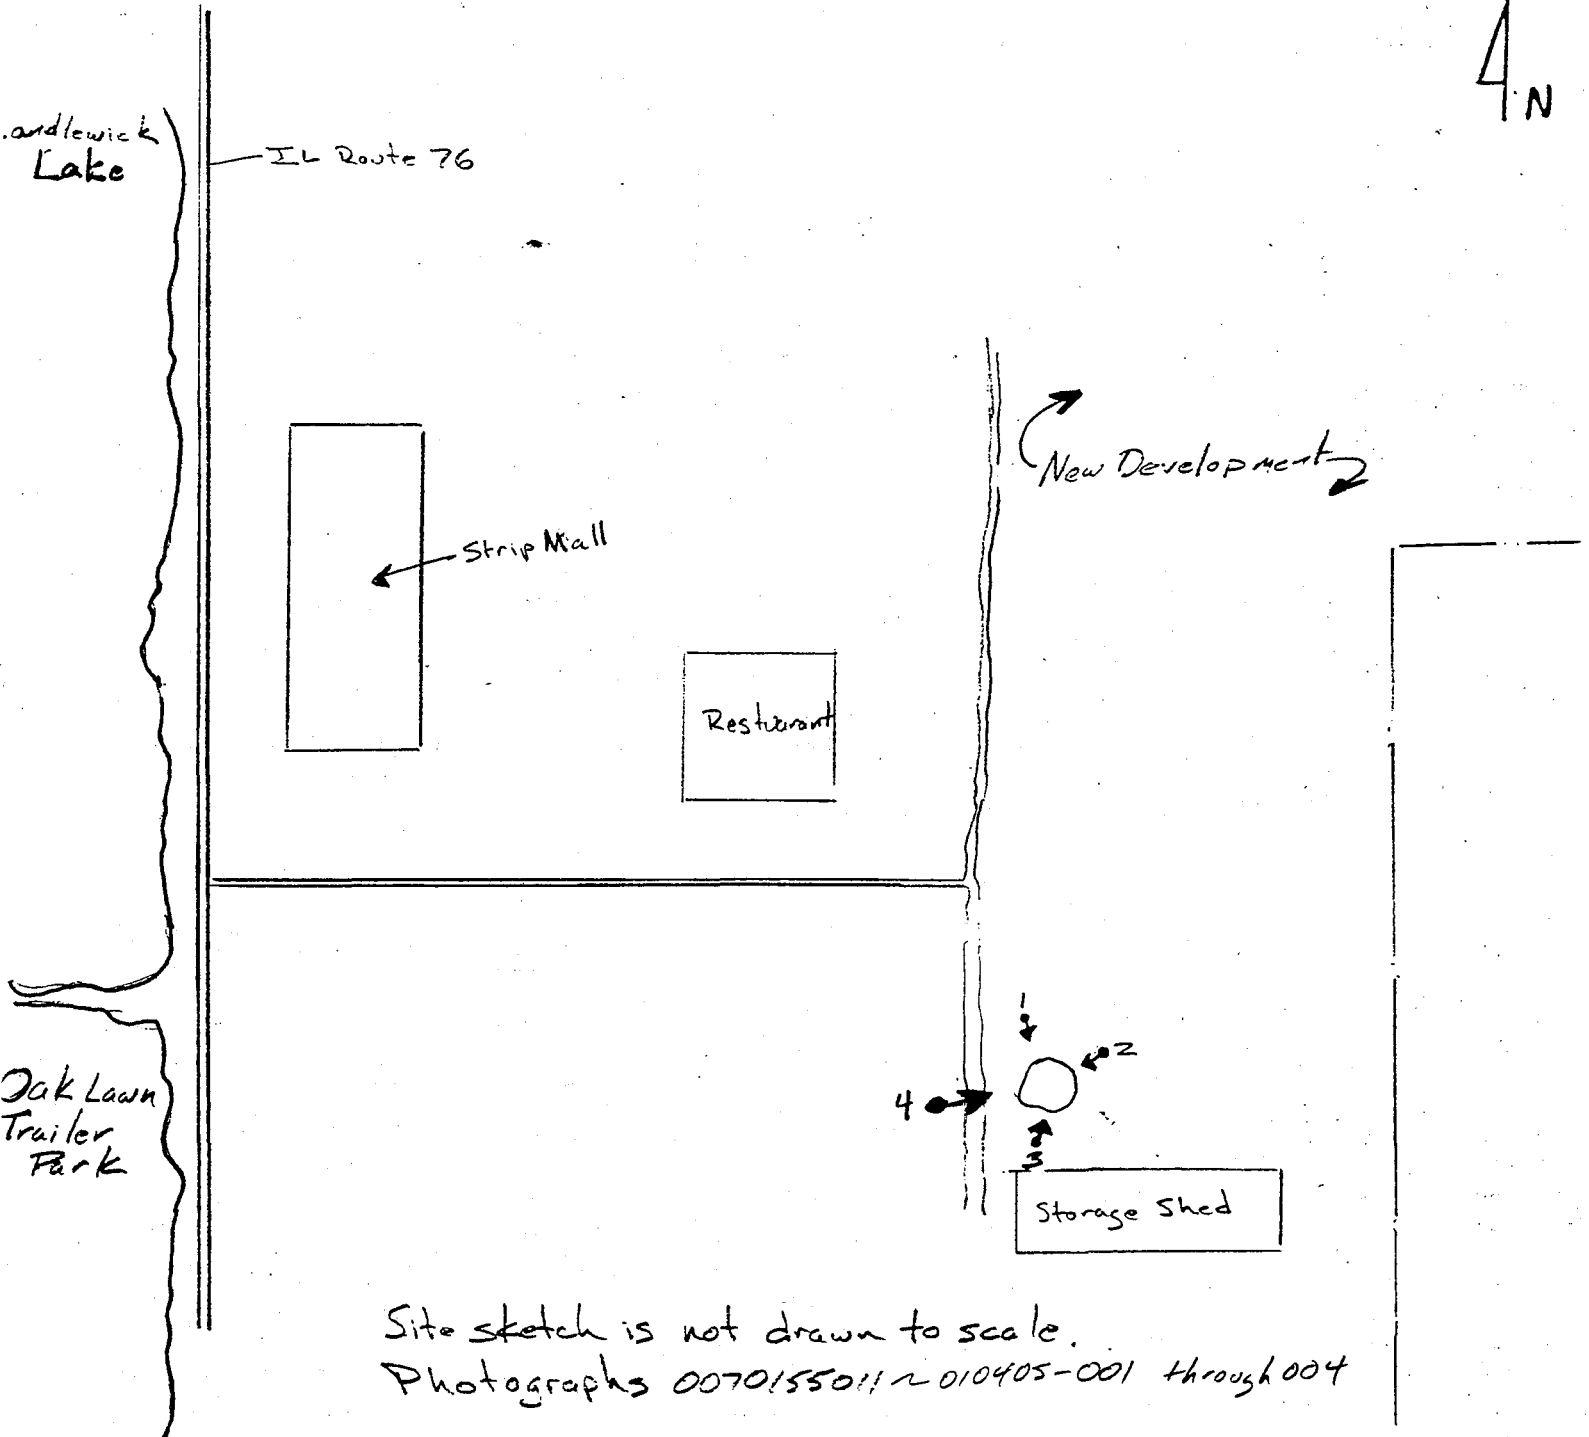 N
.andlewick
Lake
IL Route 76
New Development
Strip Mall
Restuarant
1
2
4
3
Oak Lawn
Trailer
Park
Storage Shed
Site sketch is not drawn to scale.
Photographs 0070155011~010405-001 through 004